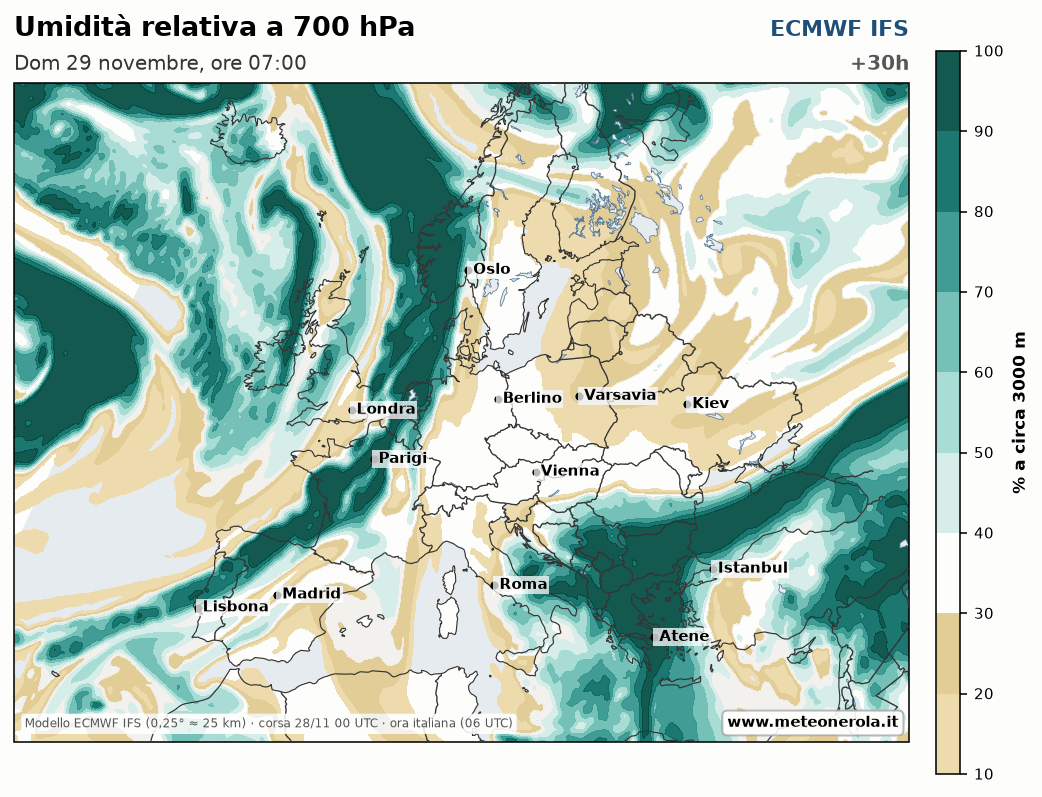 Umidità relativa a 700 hPa
ECMWF IFS
Dom 29 novembre, ore 07:00
+30h
100
90
80
70
60
50
40
30
20
10
% a circa 3000 m
Oslo
Londra
Berlino
Varsavia
Kiev
Parigi
Vienna
Istanbul
Roma
Madrid
Lisbona
Atene
Modello ECMWF IFS (0,25° ≈ 25 km) · corsa 28/11 00 UTC · ora italiana (06 UTC)
www.meteonerola.it